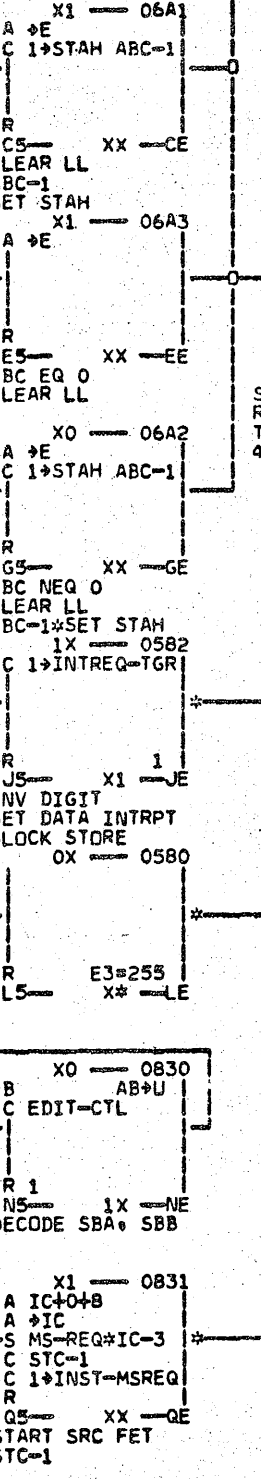 X1 — 06A1
A →E
C 1→STAH ABC-1
R
C5— XX —CE
LEAR LL
BC-1
ET STAH
X1 — 06A3
A →E
R
E5— XX —EE
BC EQ 0
LEAR LL
S
R
T
4
X0 — 06A2
A →E
C 1→STAH ABC-1
R
G5— XX —GE
BC NEQ 0
LEAR LL
BC-1*SET STAH
1X — 0582
C 1→INTREQ-TGR
*
R 1
J5— X1 —JE
NV DIGIT
ET DATA INTRPT
LOCK STORE
0X — 0580
*
R E3=255
L5— X* —LE
X0 — 0830
B AB→U
C EDIT-CTL
R 1
N5— 1X —NE
DECODE SBA, SBB
X1 — 0831
A IC+0+8
A →IC
→S MS-REQ*IC-3 *
C STC-1
C 1→INST-MSREQ
R
Q5— XX —QE
START SRC FET
STC-1